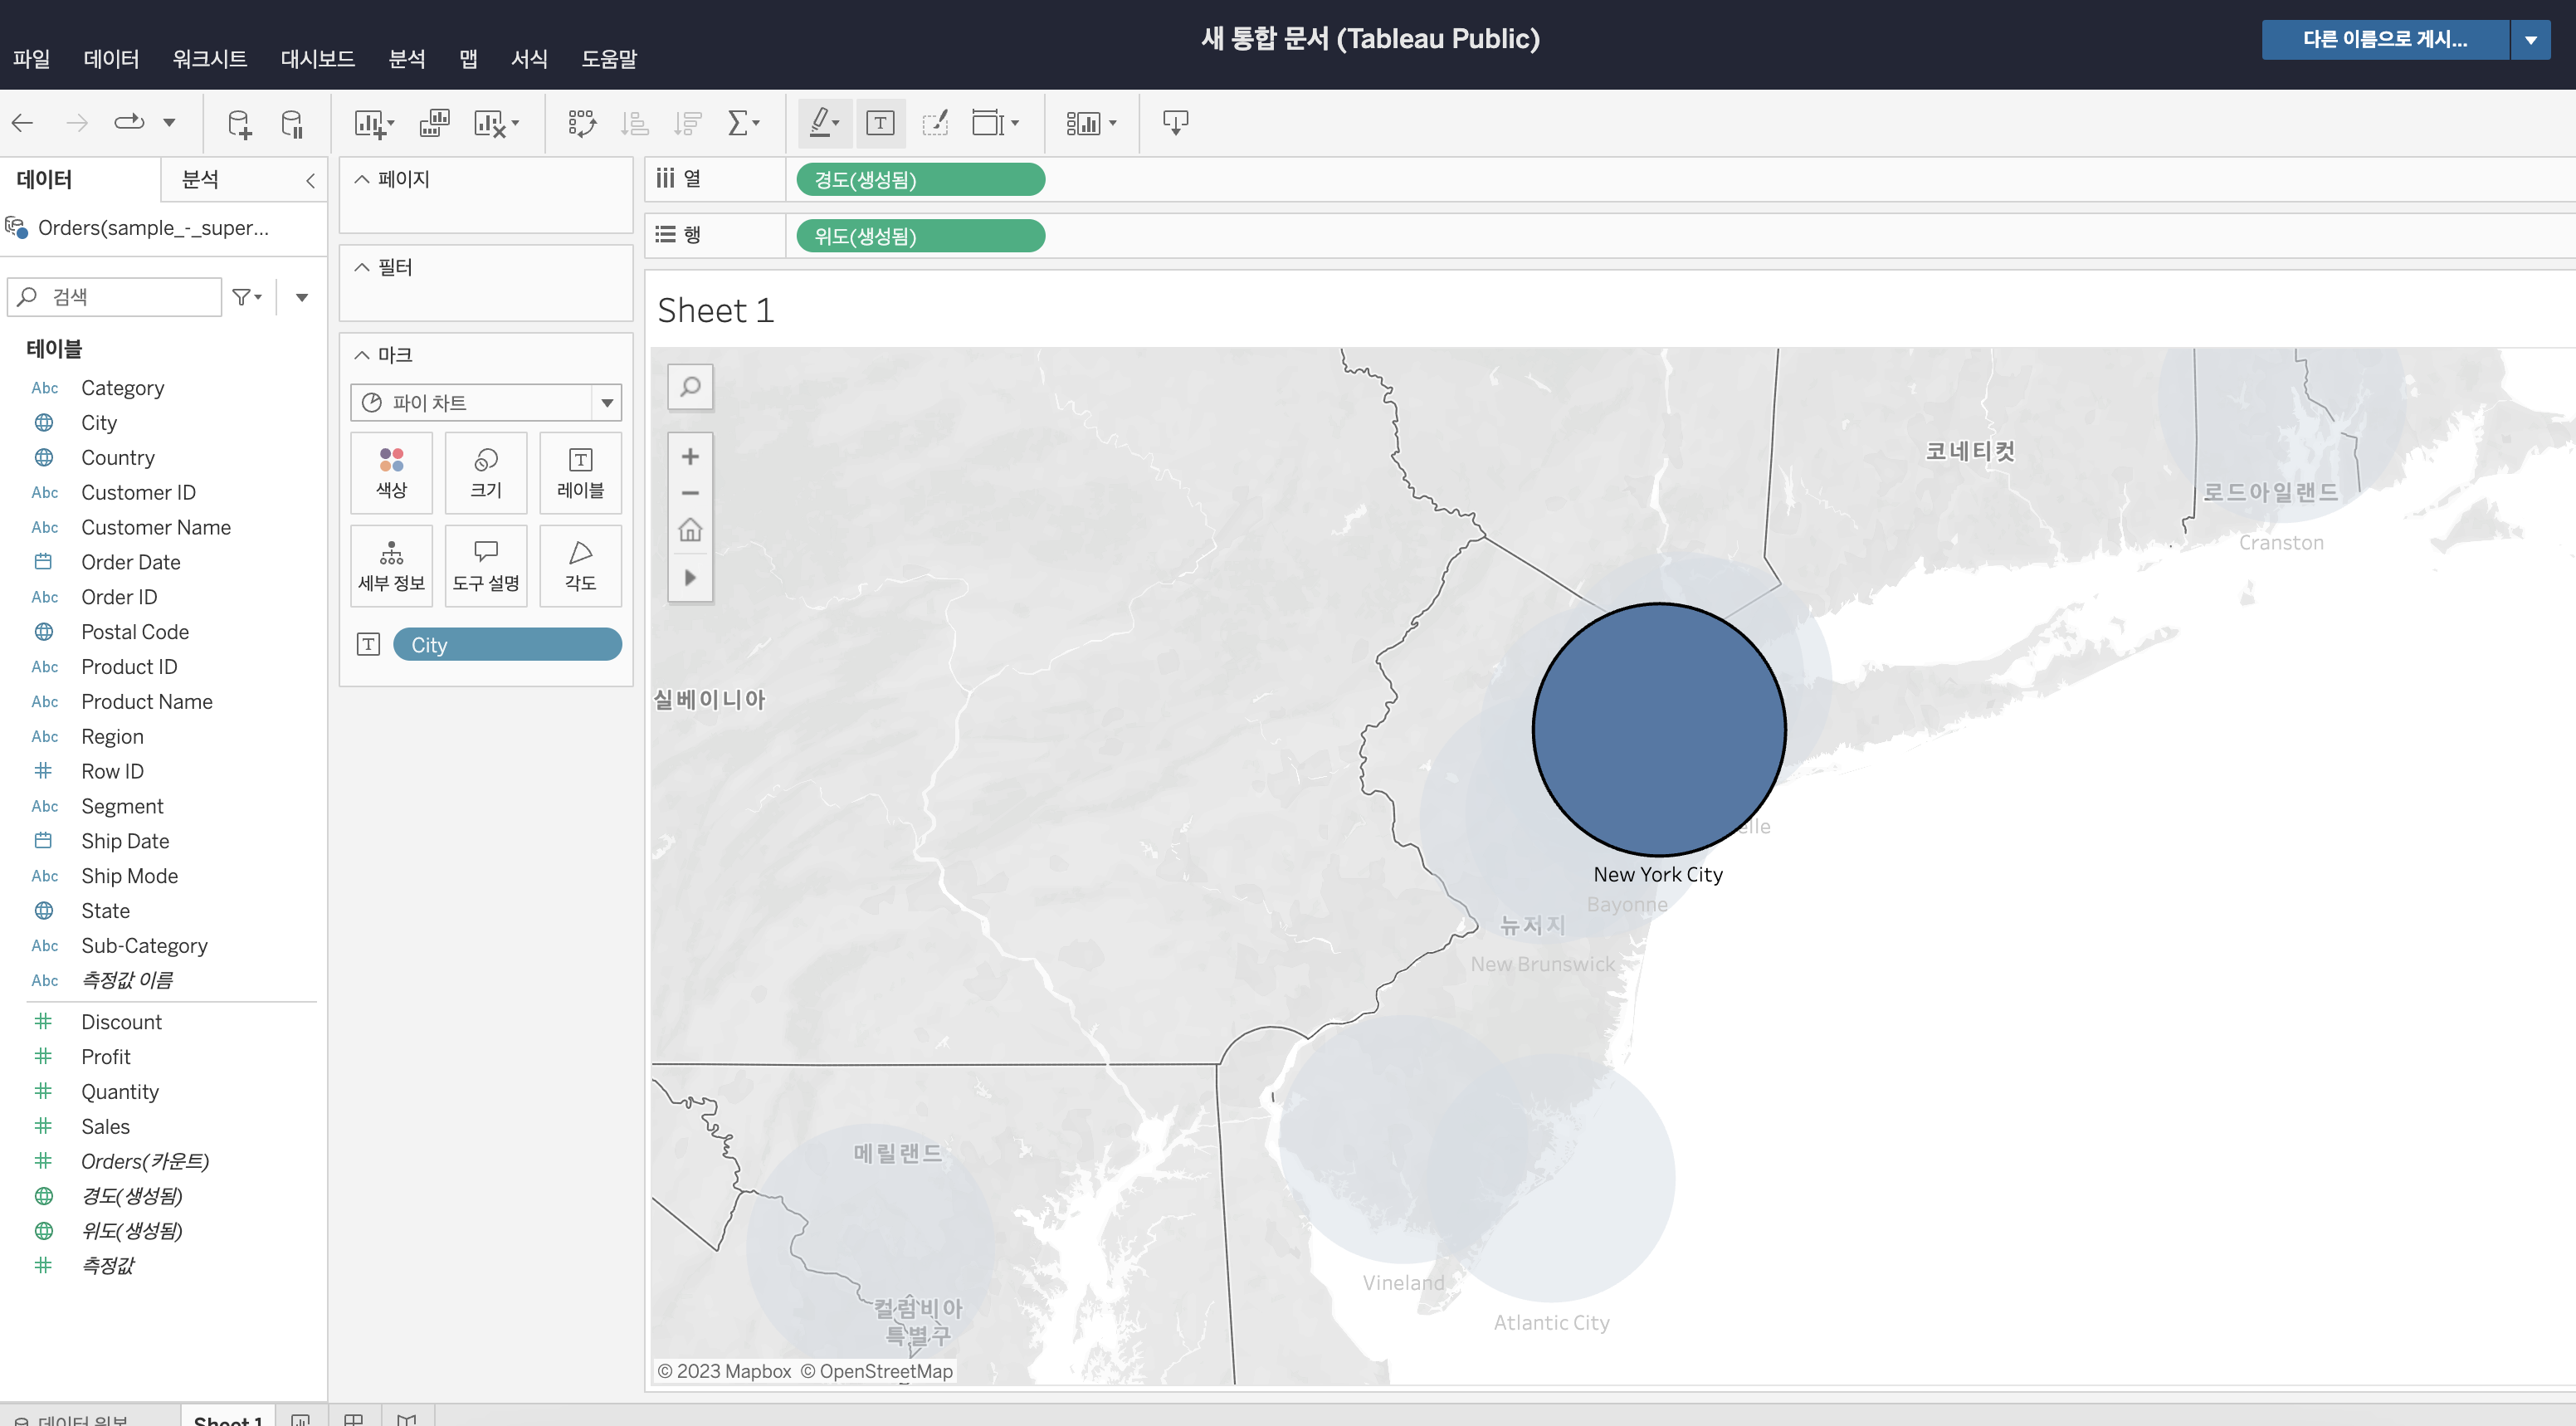 새 통합 문서 (Tableau Public)
다른 이름으로 게시...
파일 데이터 워크시트 대시보드 분석 맵 서식 도움말
데이터 분석
Orders(sample_-_super...
검색
테이블
Abc Category
City
Country
Abc Customer ID
Abc Customer Name
Order Date
Abc Order ID
Postal Code
Abc Product ID
Abc Product Name
Abc Region
Row ID
Abc Segment
Ship Date
Abc Ship Mode
State
Abc Sub-Category
Abc 측정값 이름
Discount
Profit
Quantity
Sales
Orders(카운트)
경도(생성됨)
위도(생성됨)
측정값
페이지
필터
마크
파이 차트
색상 크기 레이블
세부 정보 도구 설명 각도
City
열 경도(생성됨)
행 위도(생성됨)
Sheet 1
코네티컷
로드아일랜드
Cranston
실베이니아
elle
New York City
Bayonne
뉴저지
New Brunswick
메릴랜드
Vineland
컬럼비아
특별구
Atlantic City
© 2023 Mapbox © OpenStreetMap
데이터 원본 Sheet 1